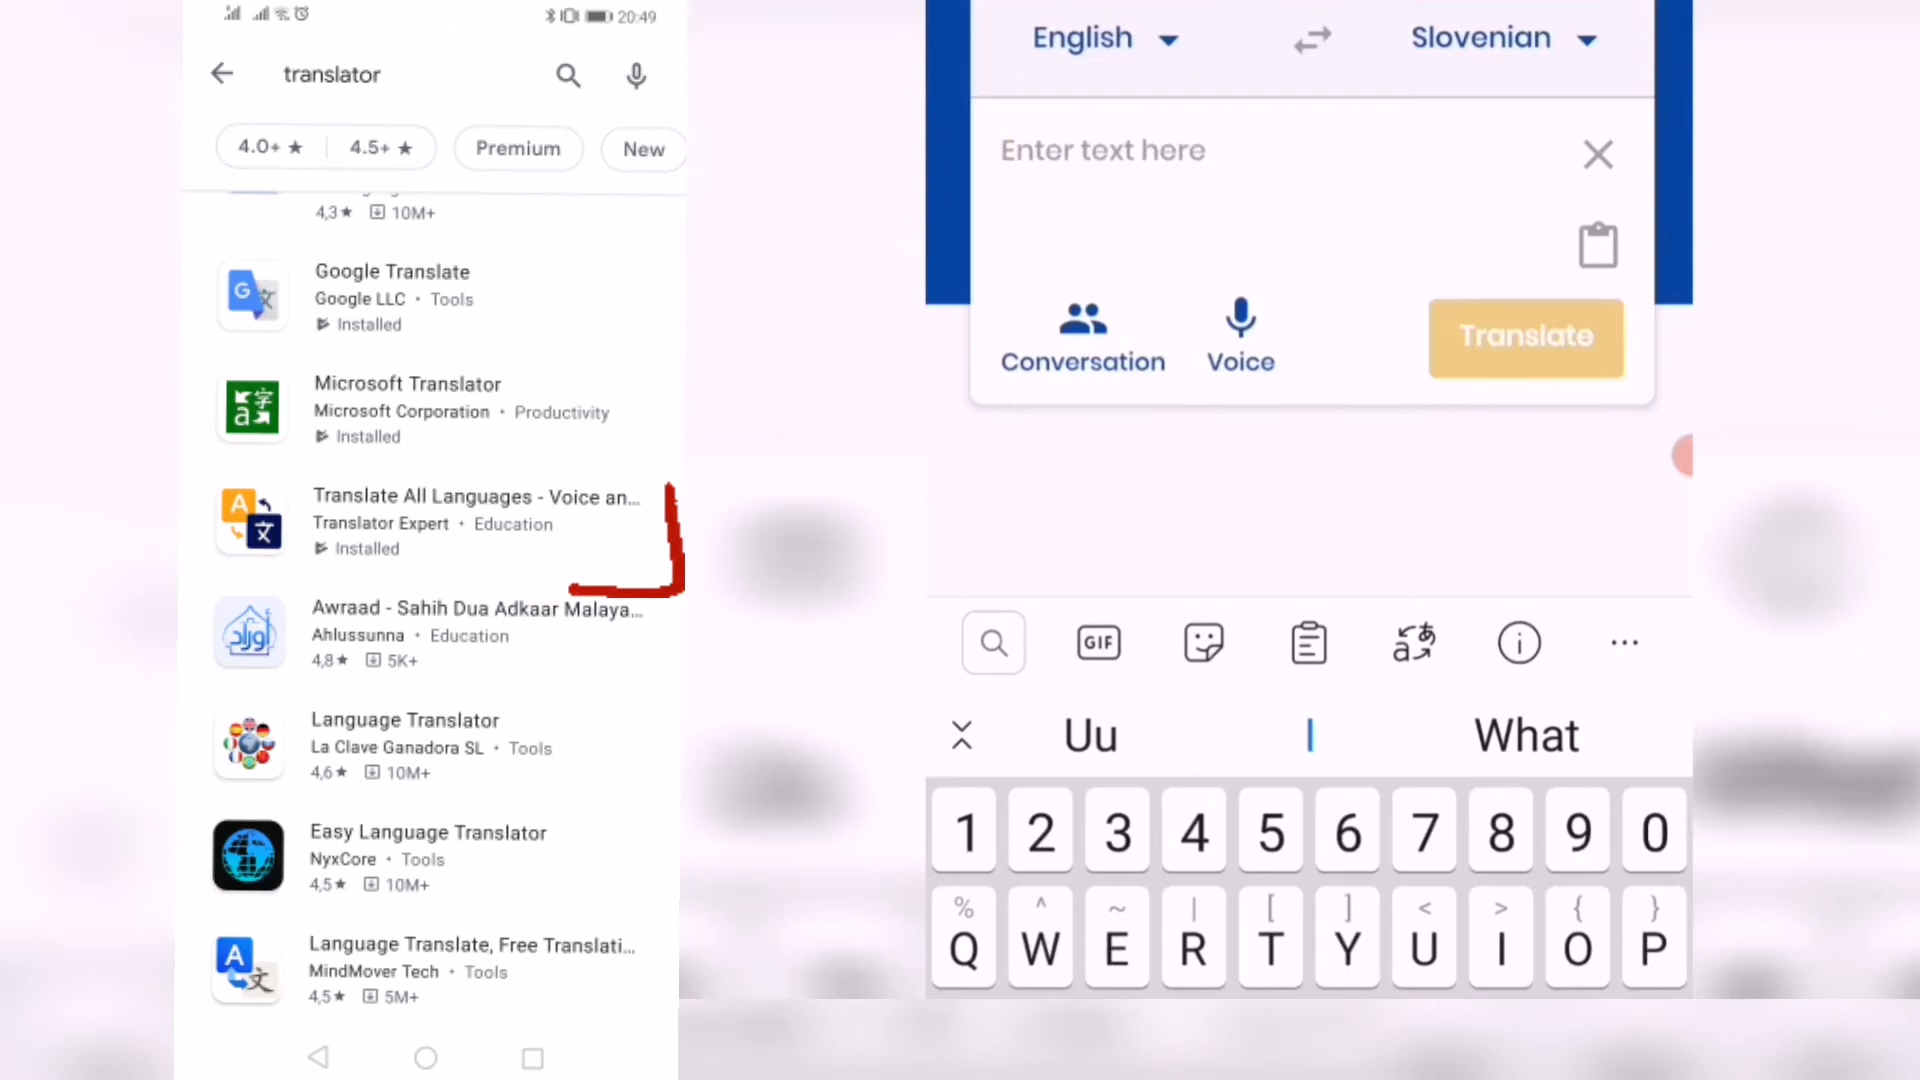 20:49
translator
4.0+ ★ 4.5+ ★ Premium New
4,3★ 10M+
Google Translate
Google LLC • Tools
Installed
Microsoft Translator
Microsoft Corporation • Productivity
Installed
Translate All Languages - Voice an...
Translator Expert • Education
Installed
Awraad - Sahih Dua Adkaar Malaya...
Ahlussunna • Education
4,8★ 5K+
Language Translator
La Clave Ganadora SL • Tools
4,6★ 10M+
Easy Language Translator
NyxCore • Tools
4,5★ 10M+
Language Translate, Free Translati...
MindMover Tech • Tools
4,5★ 5M+
English Slovenian
Enter text here
Conversation Voice Translate
GIF
Uu I What
1 2 3 4 5 6 7 8 9 0
% ^ ~ | [ ] < > { }
Q W E R T Y U I O P